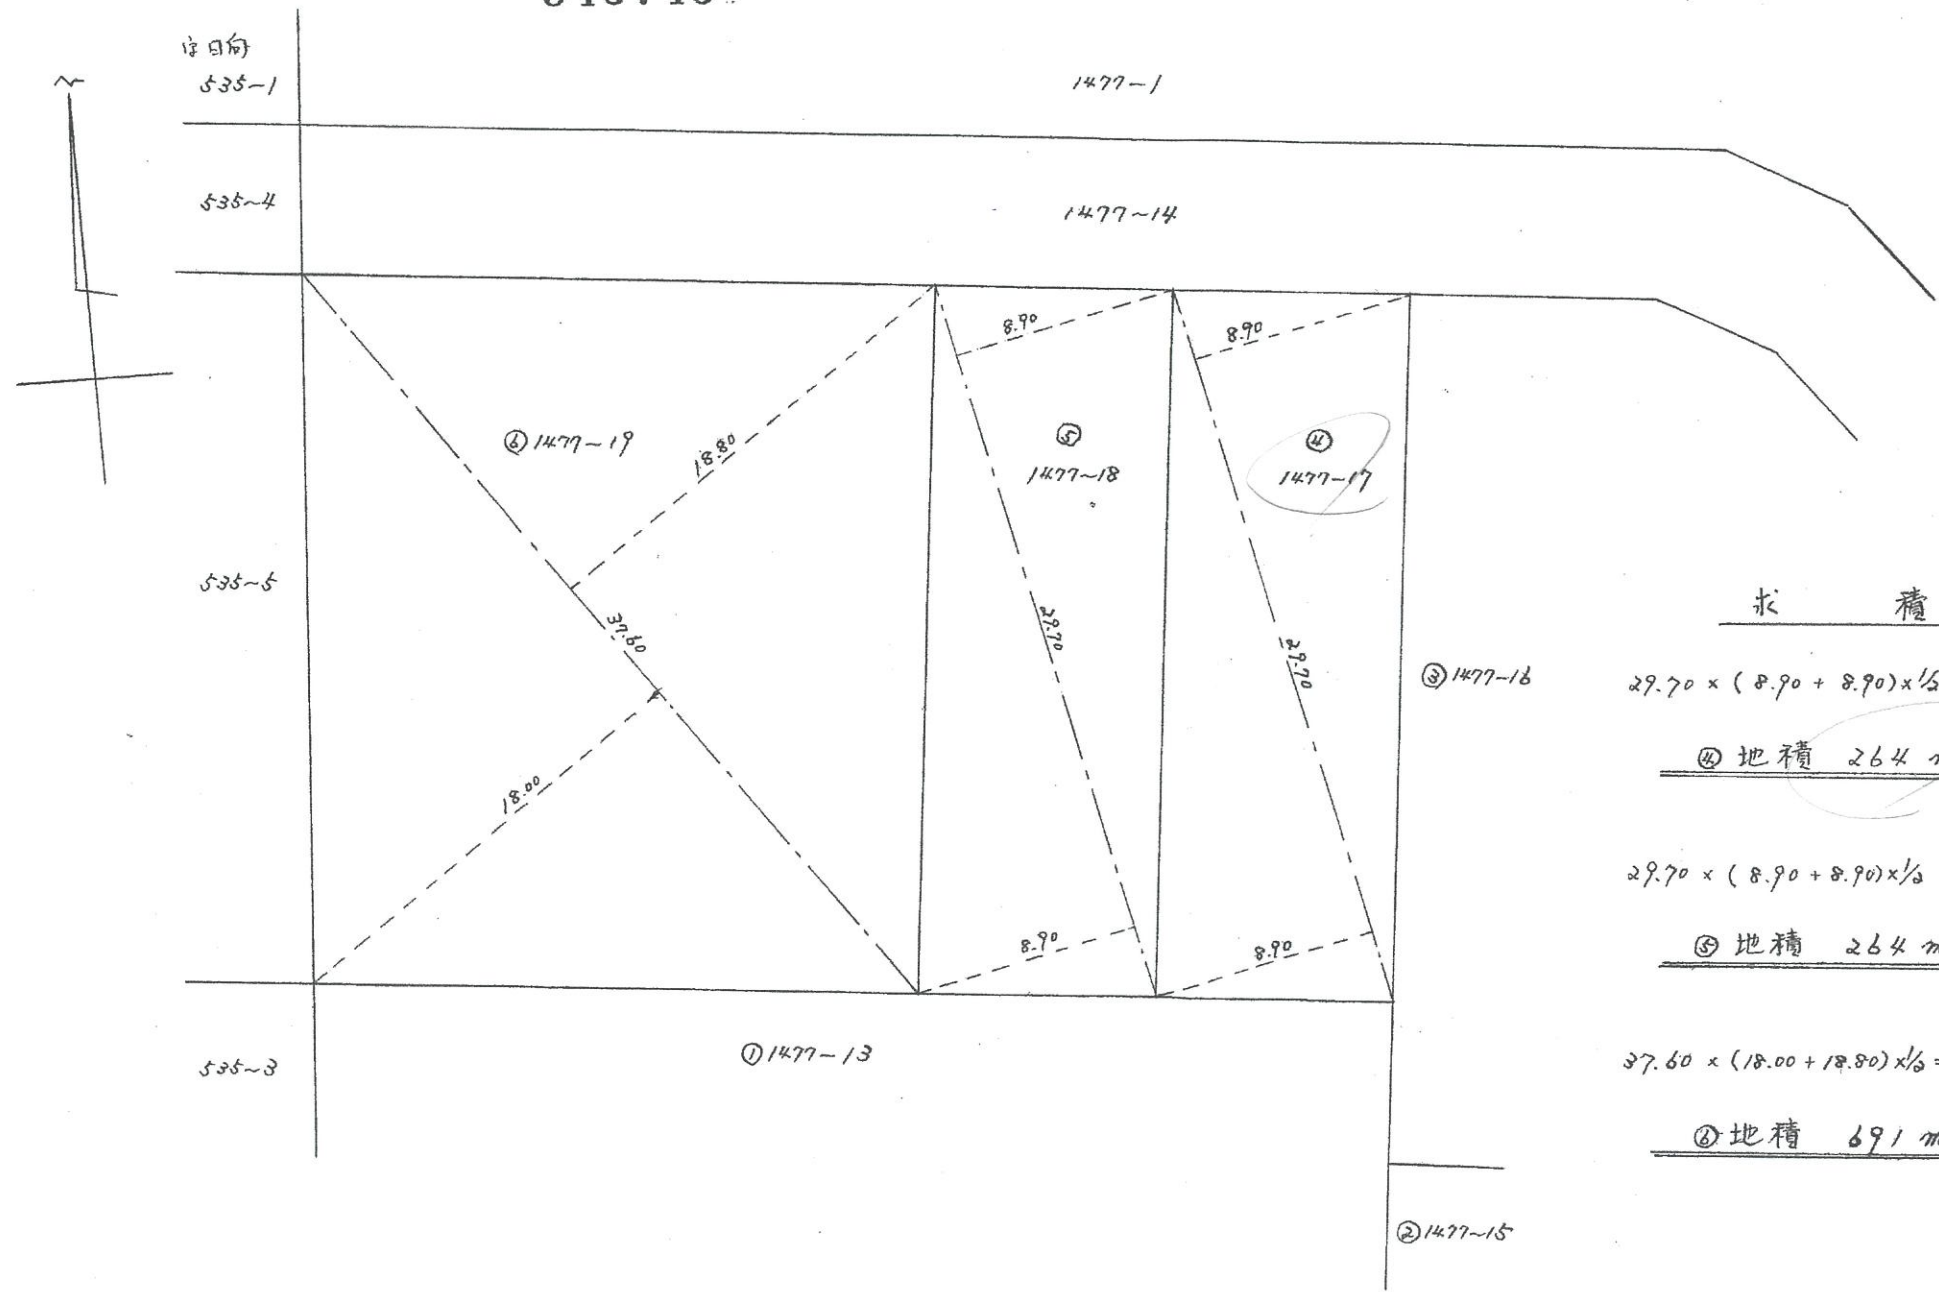 字日向
535~1
1477-1
535~4
1477~14
8.90
8.90
⑥1477~19
18.80
⑤
1477~18
④
1477-17
535~5
37.60
29.70
29.70
③1477-16
18.00
8.90
8.90
535~3
①1477-13
②1477~15
求 積
29.70 × (8.90 + 8.90)×1/2
④地積 264
29.70 × (8.90 + 8.90)×1/2
⑤地積 264 m
37.60 × (18.00 + 18.80)×1/2 =
⑥地積 691 m